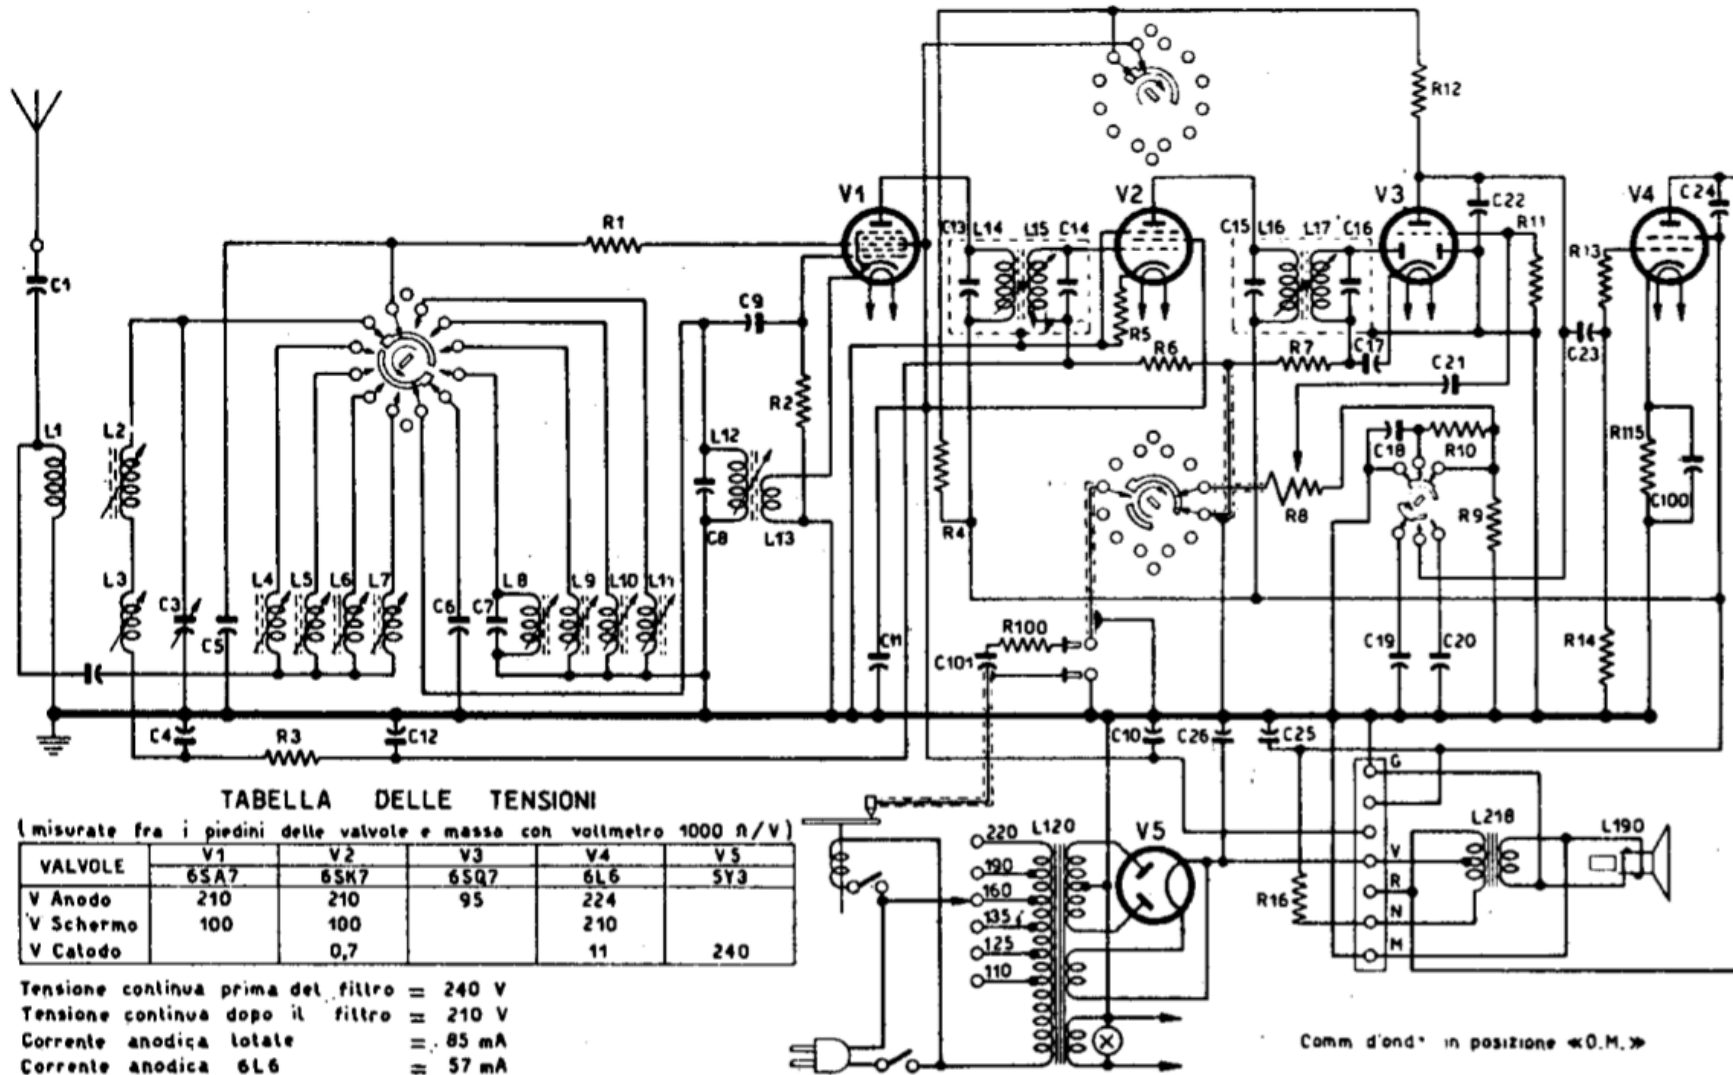 R12
V1
V2
V3
V4
C24
C22
R11
R1
C13
L14
L15
C14
C15
L16
L17
C16
R13
C1
C9
R5
R6
R7
C17
C23
C21
R2
L1
L2
L12
C18
R10
R115
C100
C8
L13
R4
R8
R9
L3
C3
C5
L4
L5
L6
L7
C6
C7
L8
L9
L10
L11
C11
R100
C101
C19
C20
R14
C4
R3
C12
C10
C26
C25
G
TABELLA DELLE TENSIONI
(misurate fra i piedini delle valvole e massa con voltmetro 1000 Ω/V)
VALVOLE V1 V2 V3 V4 V5
6SA7 6SK7 6SQ7 6L6 5Y3
V Anodo 210 210 95 224
V Schermo 100 100 210
V Catodo 0,7 11 240
Tensione continua prima del filtro = 240 V
Tensione continua dopo il filtro = 210 V
Corrente anodica totale = 85 mA
Corrente anodica 6L6 = 57 mA
220
190
160
135
125
110
L120
V5
R16
V
R
N
M
L218
L190
Comm d'onda in posizione «O.M.»